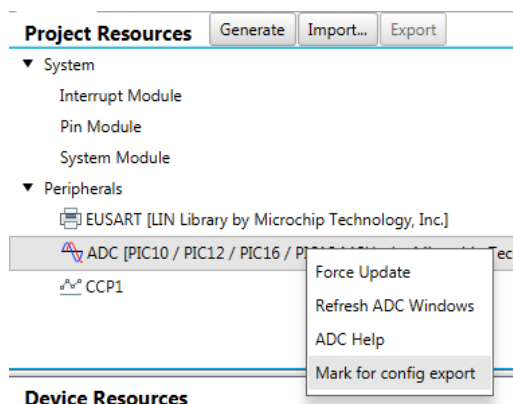 Project Resources Generate Import... Export
System
Interrupt Module
Pin Module
System Module
Peripherals
EUSART [LIN Library by Microchip Technology, Inc.]
ADC [PIC10 / PIC12 / PIC16 /
CCP1
Force Update
Refresh ADC Windows
ADC Help
Mark for config export
Device Resources